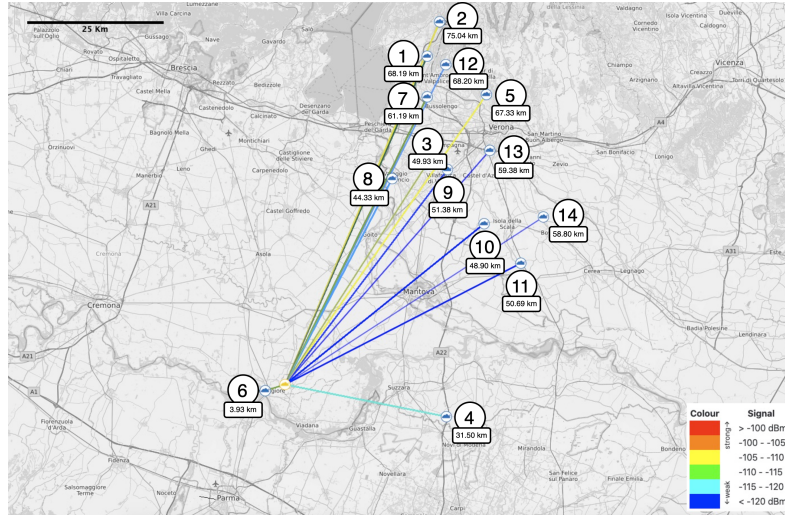 Lumezzane
Villa Carcina
Valdagno
Isola Vicentina
Dueville
Palazzolo
sull'Oglio
25 Km
Gussago
Nave
Gavardo
Salò
Cornedo
Vicentino
Caldogno
2
75.04 km
Rovato
Ospitaletto
Brescia
1
68.19 km
12
68.20 km
Chiampo
Vicenza
Chiari
Travagliato
Rezzato
Bedizzole
Arzignano
Creazzo
Torri di Quartesolo
Altavilla Vicentina
Castel Mella
7
61.19 km
Bussolengo
5
67.33 km
Castenedolo
Calcinato
Desenzano
del Garda
Peschiera
del Garda
Verona
A4
Orzinuovi
Bagnolo Mella
Montichiari
San Martino
Buon Albergo
Ghedi
Castiglione
delle Stiviere
3
49.93 km
13
59.38 km
San Bonifacio
Lonigo
Manerbio
Leno
Carpenedolo
8
44.33 km
Zevio
A21
Castel Goffredo
9
51.38 km
Isola della
Scala
14
58.80 km
Goito
Asola
10
48.90 km
A31
Este
Cremona
11
50.69 km
Cerea
Legnago
Cremona
Mantova
Badia Polesine
Lendinara
A21
A22
A1
6
3.93 km
Suzzara
Viadana
Guastalla
4
31.50 km
Fiorenzuola
d'Arda
Mirandola
Bondeno
Fidenza
Novellara
San Felice
sul Panaro
Finale Emilia
Salsomaggiore
Terme
Noceto
Parma
Carpi
Colour
Signal
strong→
←weak
> -100 dBm
-100 - -105
-105 - -110
-110 - -115
-115 - -120
< -120 dBm